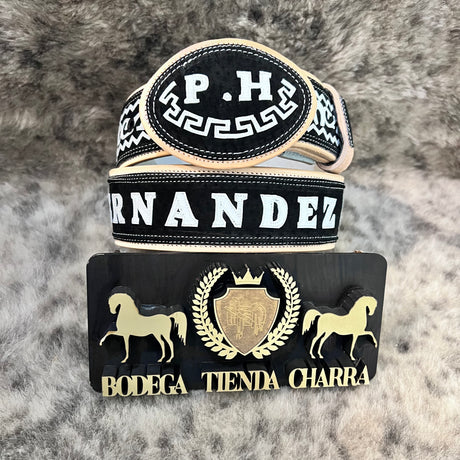 P.H
RNANDEZ
BODEGA TIENDA CHARRA